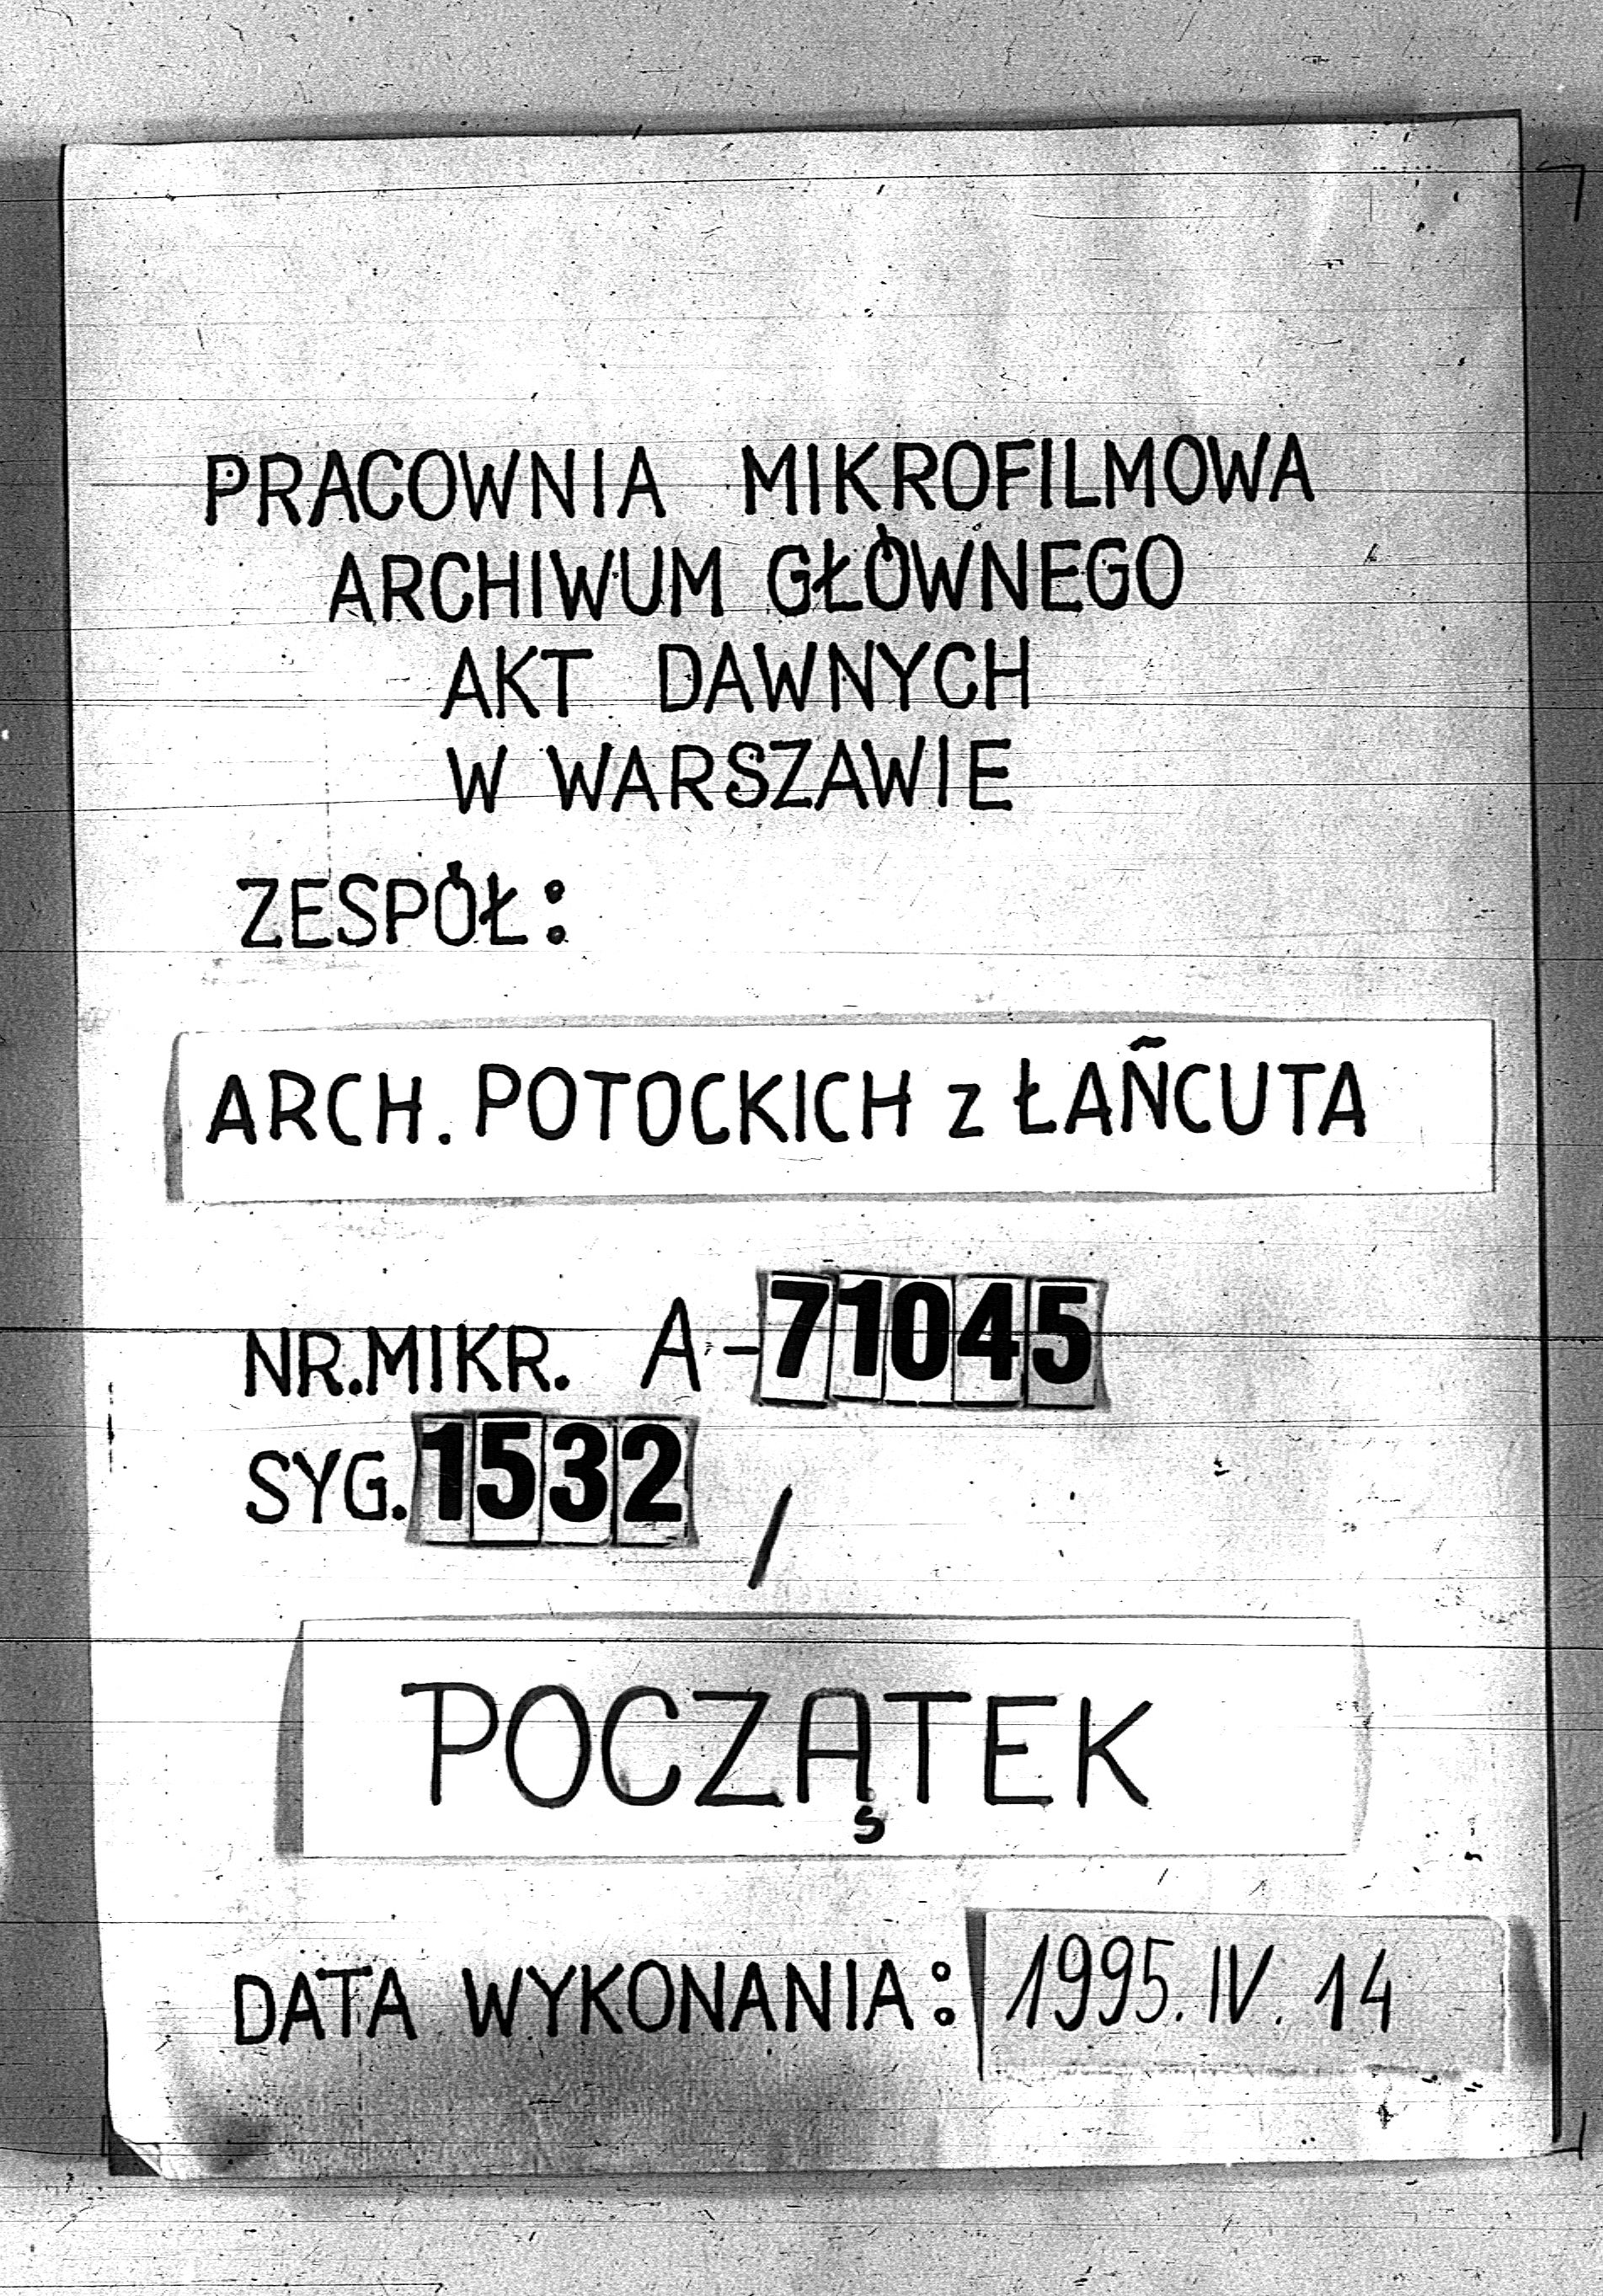 PRACOWNIA MIKROFILMOWA
ARCHIWUM GŁÓWNEGO
AKT DAWNYCH
W WARSZAWIE
ZESPÓŁ:
ARCH. POTOCKICH z ŁAŃCUTA
NR.MIKR. A-71045
SYG. 1532 /
POCZĄTEK
DATA WYKONANIA: 1995. IV. 14